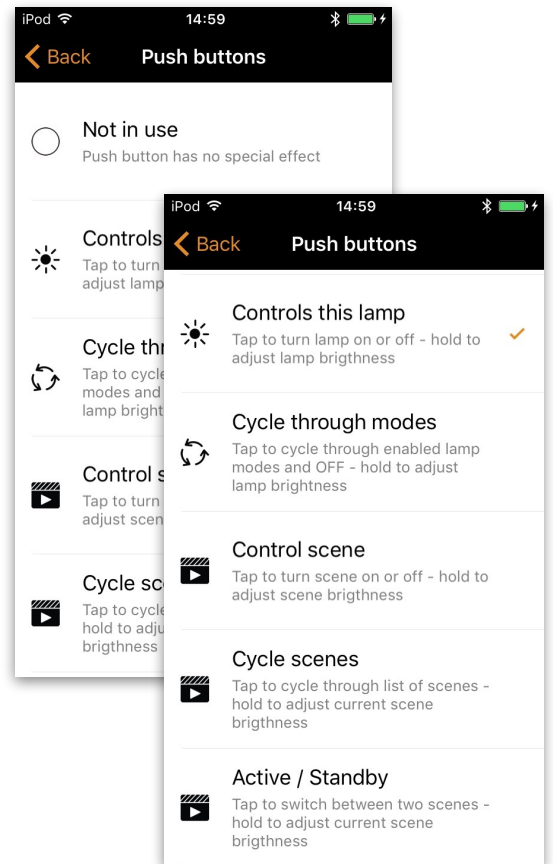 iPod 14:59
Back Push buttons
Not in use
Push button has no special effect
Controls
Tap to turn
adjust lamp
Cycle thr
Tap to cycle
modes and
lamp bright
Control s
Tap to turn
adjust scen
Cycle sc
Tap to cycle
hold to adju
brigthness
iPod 14:59
Back Push buttons
Controls this lamp
Tap to turn lamp on or off - hold to
adjust lamp brigthness
Cycle through modes
Tap to cycle through enabled lamp
modes and OFF - hold to adjust
lamp brightness
Control scene
Tap to turn scene on or off - hold to
adjust scene brigthness
Cycle scenes
Tap to cycle through list of scenes -
hold to adjust current scene
brigthness
Active / Standby
Tap to switch between two scenes -
hold to adjust current scene
brigthness